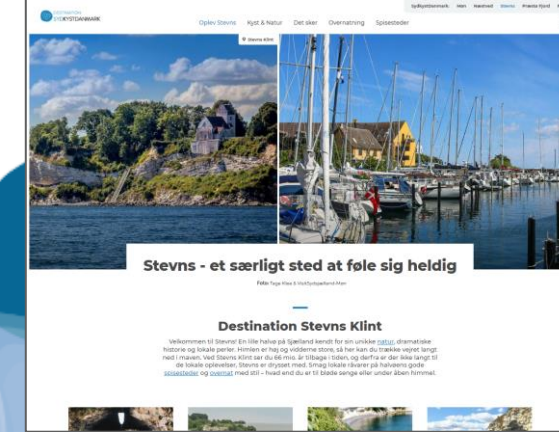 Sydkystdanmark Møn Næstved Stevns Præstø Fjord
DESTINATION
SYDKYSTDANMARK
Oplev Stevns Kyst & Natur Det sker Overnatning Spisesteder
Stevns Klint
Stevns - et særligt sted at føle sig heldig
Foto:
Destination Stevns Klint
Velkommen til Stevns! En lille halvø på Sjælland kendt for sin unikke natur, dramatiske
historie og lokale perler. Himlen er høj og vidderne store, så her kan du trække vejret langt
ned i maven. Ved Stevns Klint ser du 66 mio. år tilbage i tiden, og derfra er der ikke langt til
de lokale oplevelser, Stevns er drysset med. Smag lokale råvarer på halvøens gode
spisesteder og overnat med stil – hvad end du er til bløde senge eller under åben himmel.